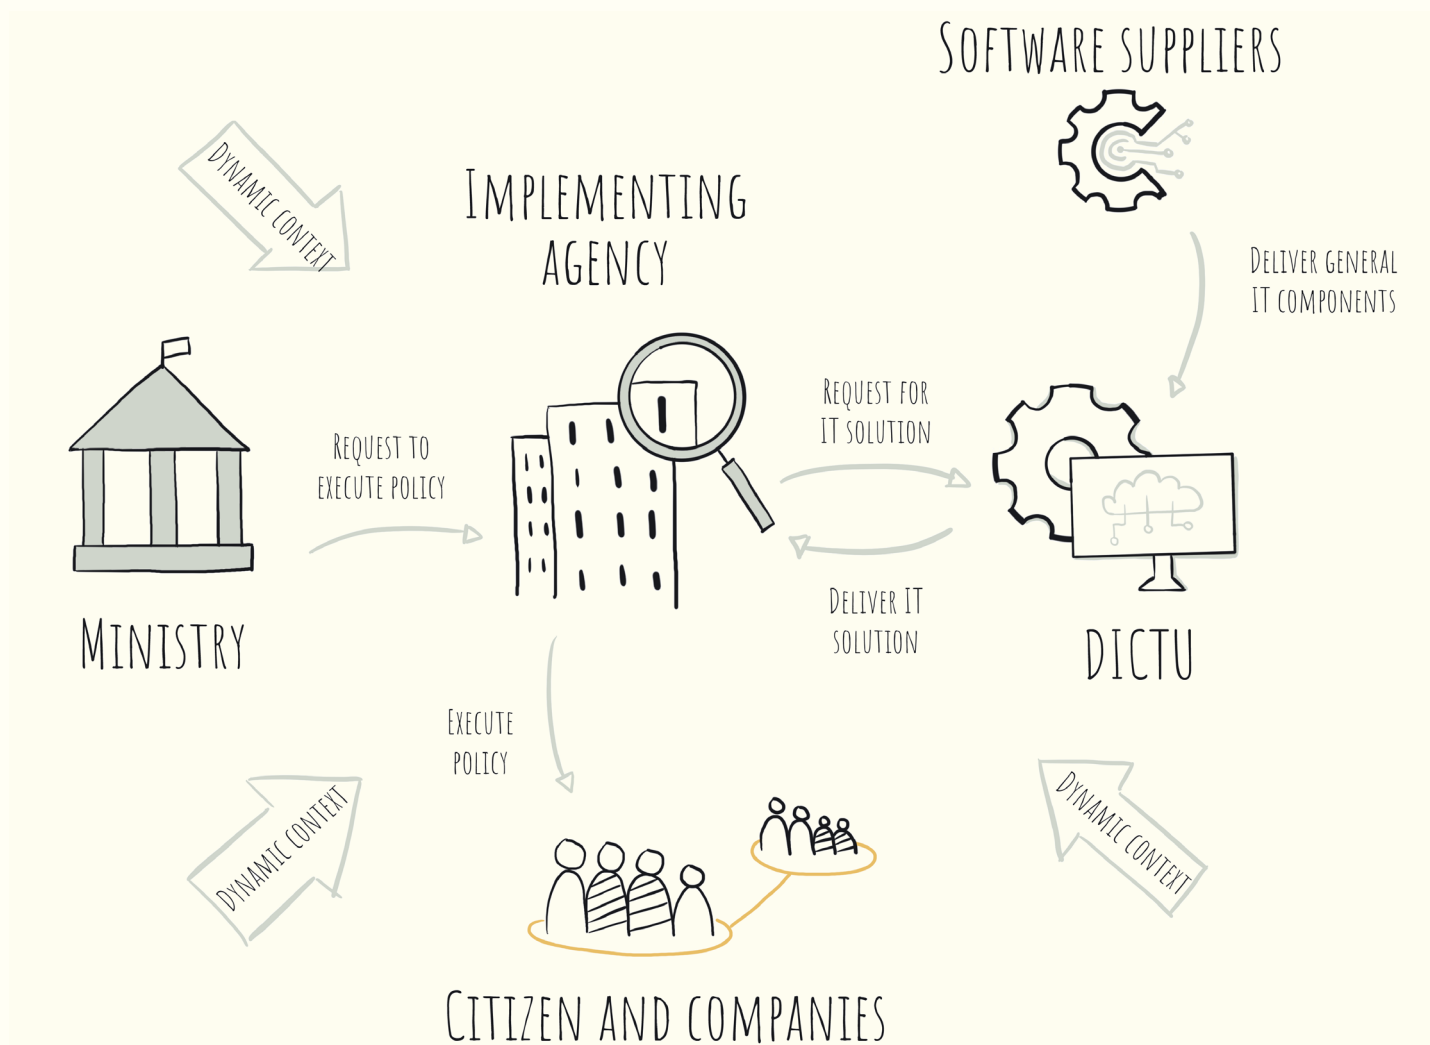 SOFTWARE SUPPLIERS
DYNAMIC CONTEXT
IMPLEMENTING
AGENCY
DELIVER GENERAL
IT COMPONENTS
REQUEST TO
EXECUTE POLICY
REQUEST FOR
IT SOLUTION
DELIVER IT
SOLUTION
MINISTRY
DICTU
EXECUTE
POLICY
DYNAMIC CONTEXT
DYNAMIC CONTEXT
CITIZEN AND COMPANIES